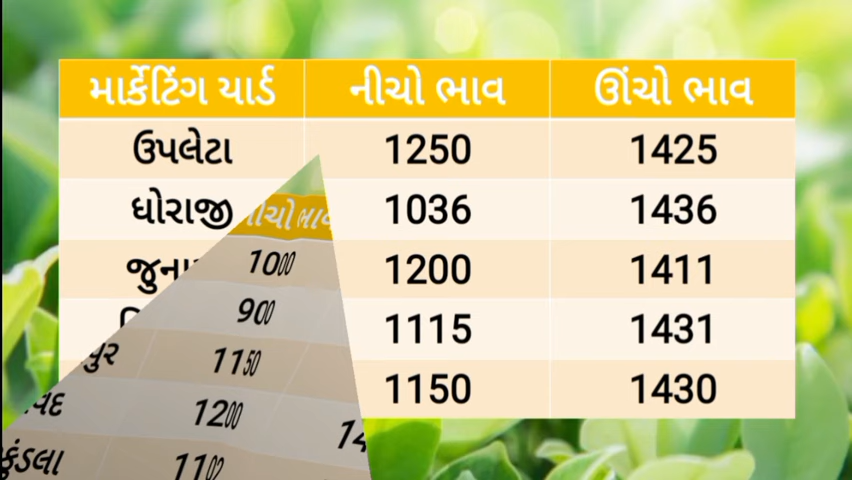 માર્કેટિંગ યાર્ડ નીચો ભાવ ઊંચો ભાવ
ઉપલેટા 1250 1425
ધોરાજી 1036 1436
1200 1411
1115 1431
1150 1430
1000
900
1150
1200
1102